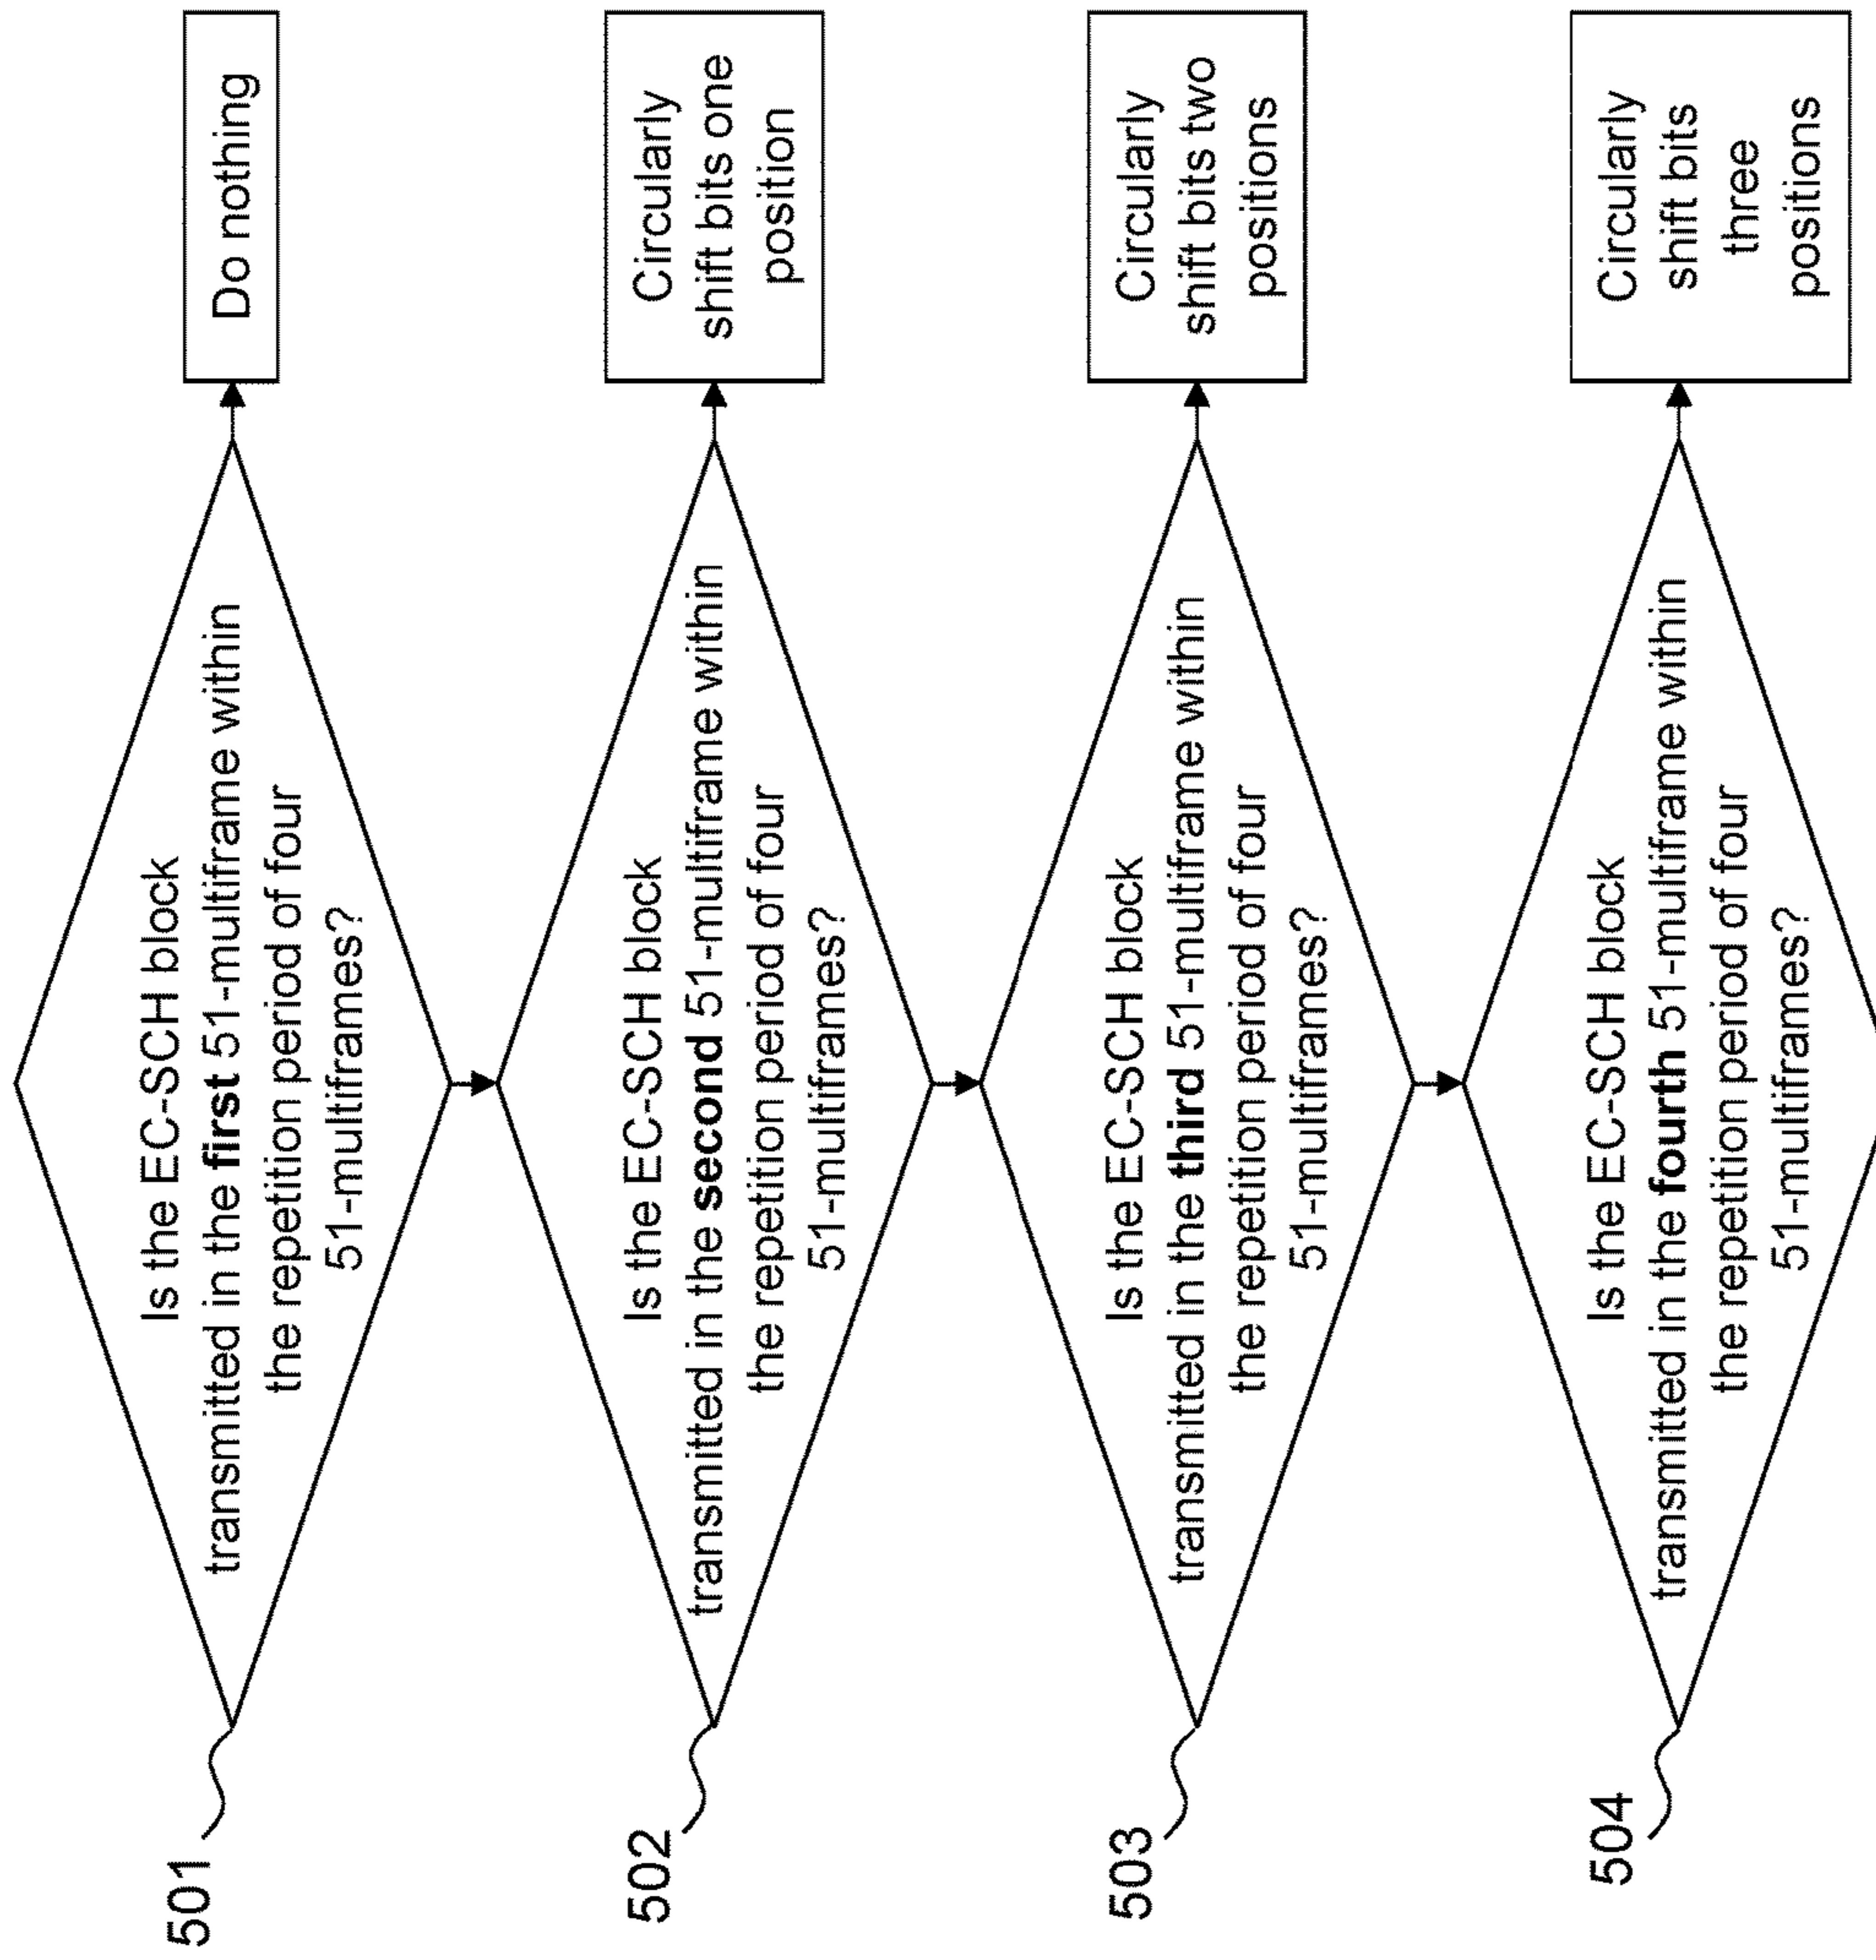 501
Is the EC-SCH block
transmitted in the first 51-multiframe within
the repetition period of four
51-multiframes?
Do nothing
502
Is the EC-SCH block
transmitted in the second 51-multiframe within
the repetition period of four
51-multiframes?
Circularly
shift bits one
position
503
Is the EC-SCH block
transmitted in the third 51-multiframe within
the repetition period of four
51-multiframes?
Circularly
shift bits two
positions
504
Is the EC-SCH block
transmitted in the fourth 51-multiframe within
the repetition period of four
51-multiframes?
Circularly
shift bits
three
positions